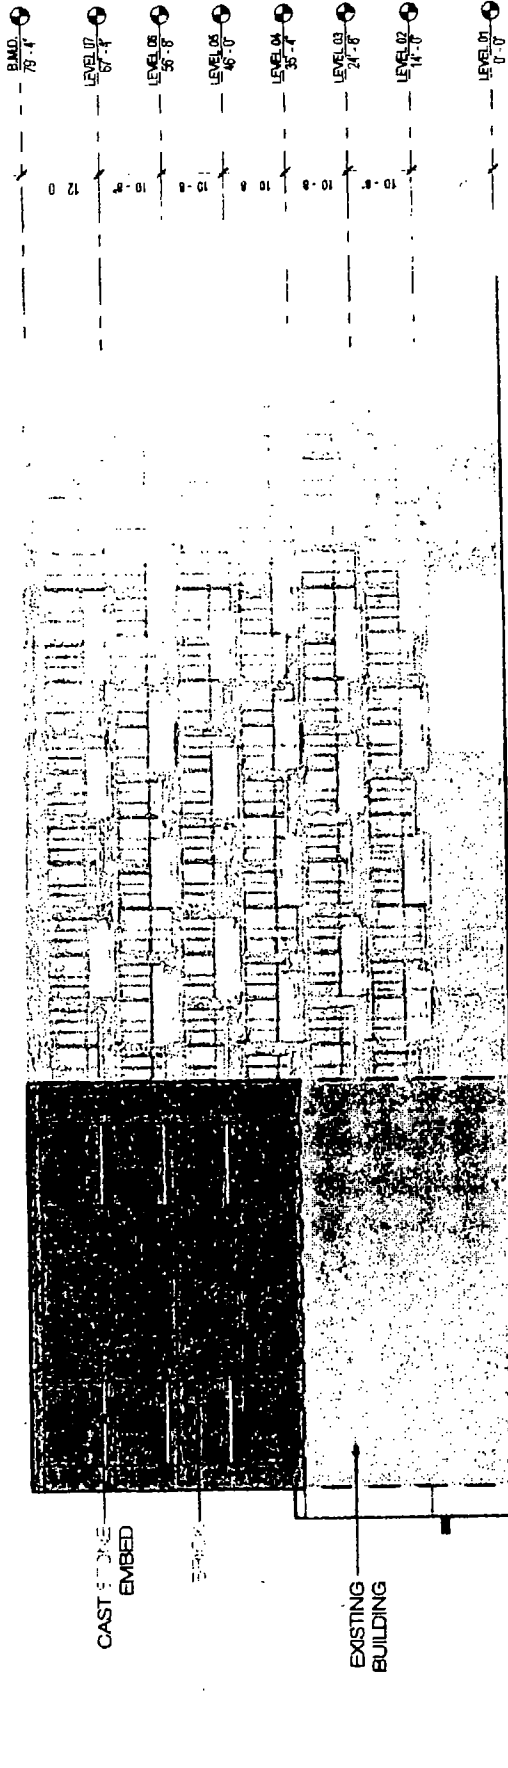 B.M.O.
79' - 4"
LEVEL 07
67' - 4"
LEVEL 06
56' - 8"
LEVEL 05
46' - 0"
LEVEL 04
35' - 4"
LEVEL 03
24' - 8"
LEVEL 02
14' - 0"
LEVEL 01
0' - 0"
12 0
10 - 8"
10 - 8
10 8
10 - 8
10 - 8"
CAST STONE
EMBED
BRICK
EXISTING
BUILDING